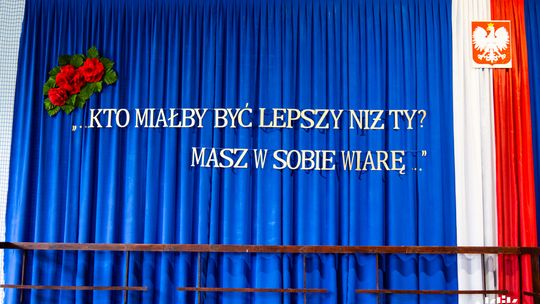 „...KTO MIAŁBY BYĆ LEPSZY NIŻ TY?
MASZ W SOBIE WIARĘ ..."